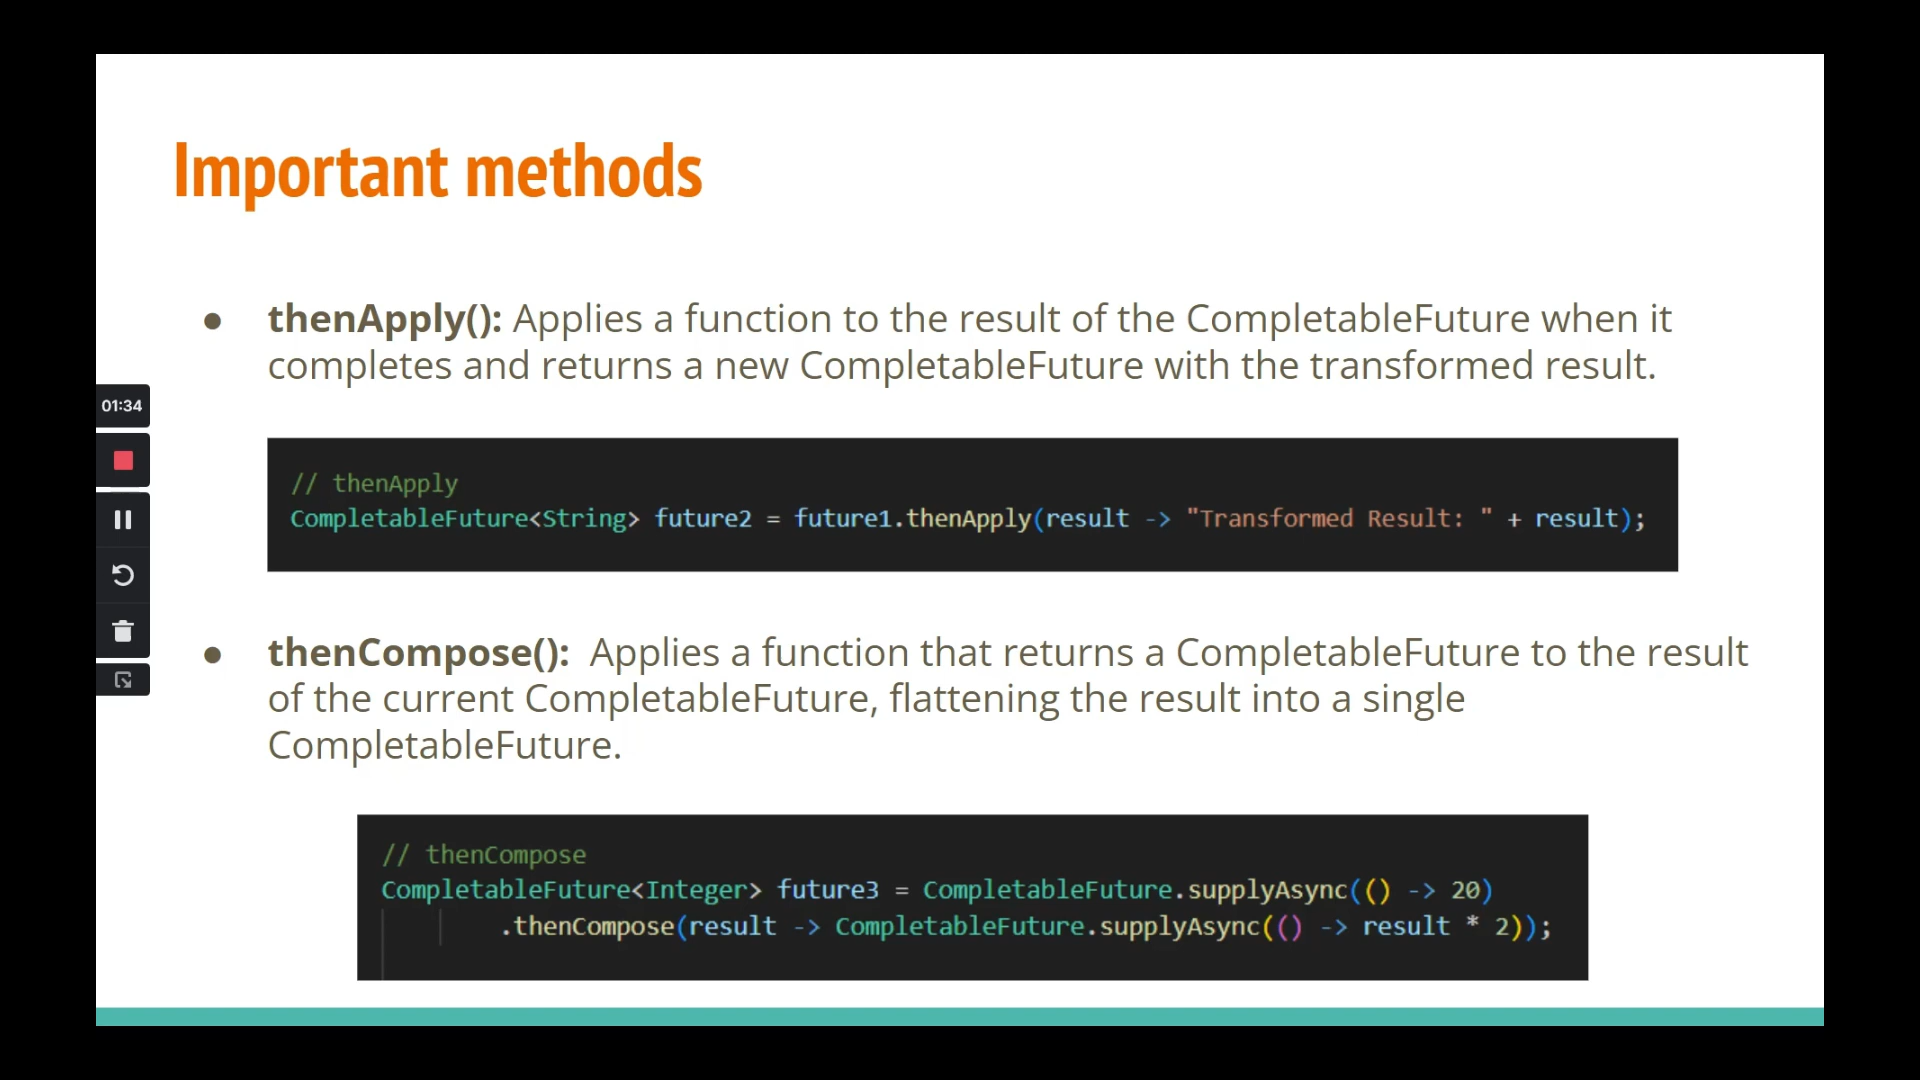 Important methods
● thenApply(): Applies a function to the result of the CompletableFuture when it
completes and returns a new CompletableFuture with the transformed result.
01:34
// thenApply
CompletableFuture<String> future2 = future1.thenApply(result -> "Transformed Result: " + result);
● thenCompose():  Applies a function that returns a CompletableFuture to the result
of the current CompletableFuture, flattening the result into a single
CompletableFuture.
// thenCompose
CompletableFuture<Integer> future3 = CompletableFuture.supplyAsync(() -> 20)
.thenCompose(result -> CompletableFuture.supplyAsync(() -> result * 2));